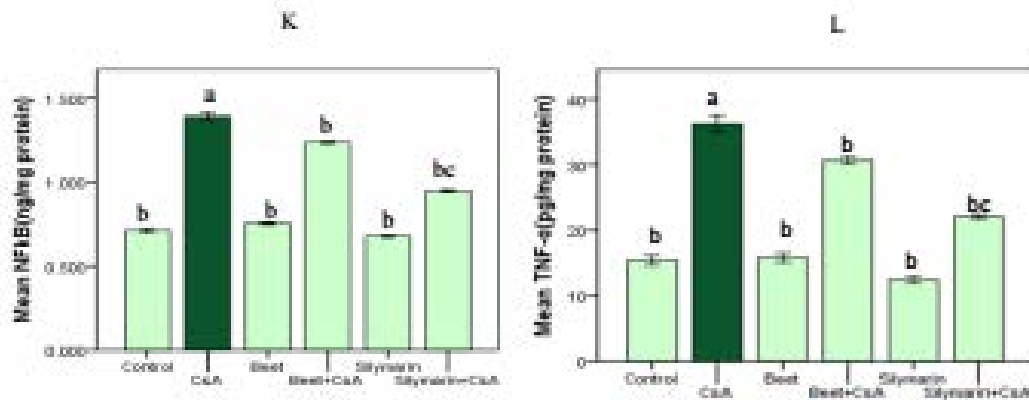 K
L
Mean NFkB(ng/mg protein)
1.500
1.000
0.500
0.000
a
b
bc
b
b
b
Control
CsA
Beet
Beet+CsA
Silymarin
Silymarin+CsA
Mean TNF-α(pg/mg protein)
40
30
20
10
0
a
b
bc
b
b
b
Control
CsA
Beet
Beet+CsA
Silymarin
Silymarin+CsA